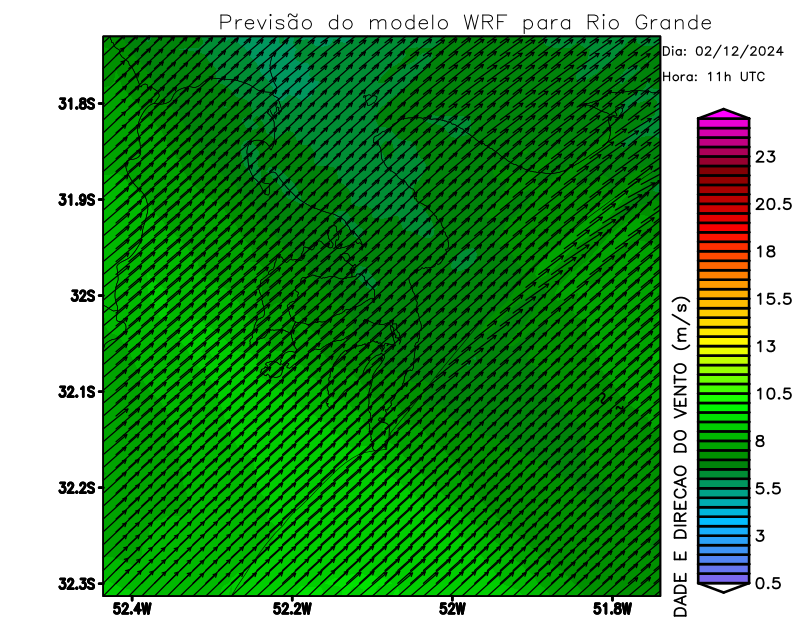 Previsão do modelo WRF para Rio Grande
Dia: 02/12/2024
Hora: 11h UTC
31.8S
31.9S
32S
32.1S
32.2S
32.3S
52.4W
52.2W
52W
51.8W
23
20.5
18
15.5
13
10.5
8
5.5
3
0.5
DADE E DIRECAO DO VENTO (m/s)